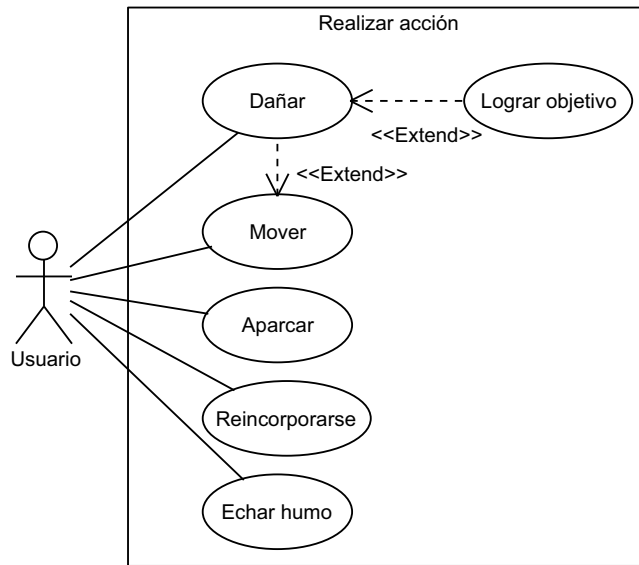 Realizar acción
Dañar
Lograr objetivo
<<Extend>>
<<Extend>>
Mover
Aparcar
Usuario
Reincorporarse
Echar humo